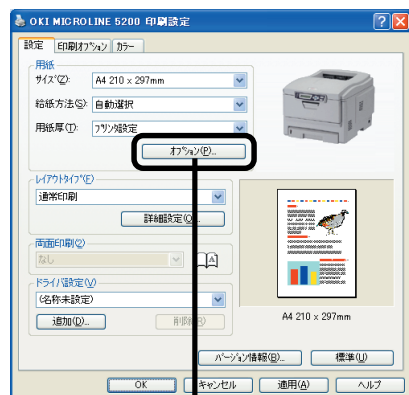 OKI MICROLINE 5200 印刷設定
設定 印刷ｵﾌﾟｼｮﾝ ｶﾗｰ
用紙
ｻｲｽﾞ(Z): A4 210 x 297mm
給紙方法(S): 自動選択
用紙厚(T): ﾌﾟﾘﾝﾀ設定
ｵﾌﾟｼｮﾝ(P)...
ﾚｲｱｳﾄﾀｲﾌﾟ(F)
通常印刷
詳細設定(O)...
両面印刷(2)
なし
A
ﾄﾞﾗｲﾊﾞ設定(V)
(名称未設定)
追加(D)... 削除(R)
A4 210 x 297mm
ﾊﾞｰｼﾞｮﾝ情報(B)... 標準(U)
OK ｷｬﾝｾﾙ 適用(A) ﾍﾙﾌﾟ